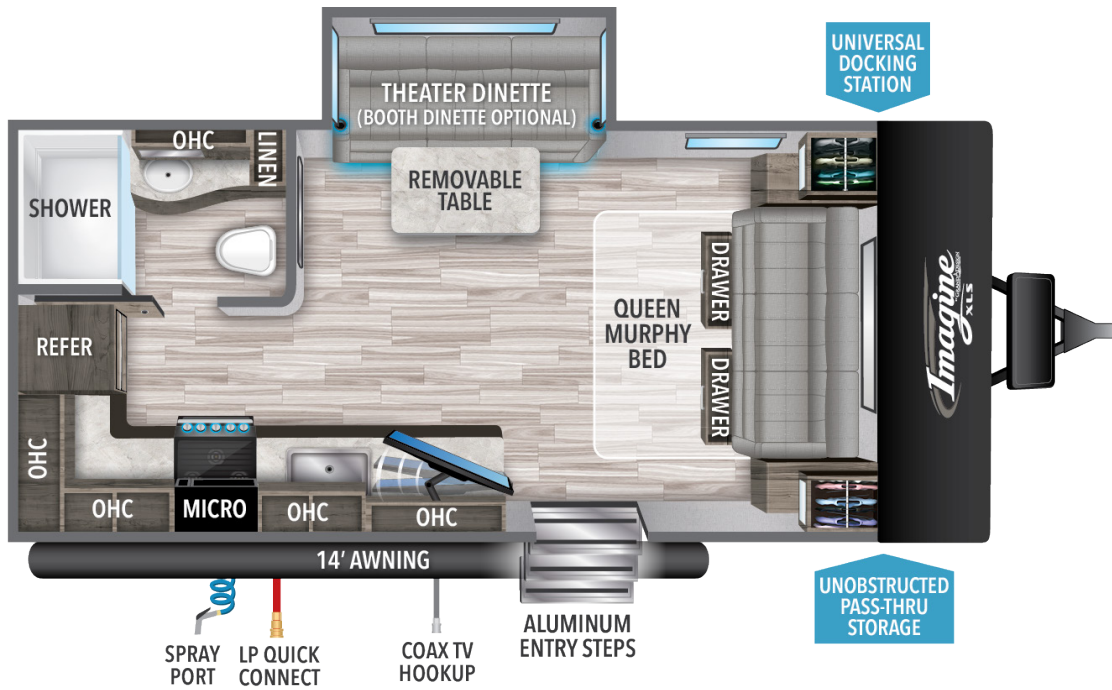 UNIVERSAL
DOCKING
STATION
THEATER DINETTE
(BOOTH DINETTE OPTIONAL)
OHC
LINEN
SHOWER
REMOVABLE
TABLE
DRAWER
QUEEN
MURPHY
BED
DRAWER
Imagine
XLS
REFER
OHC
OHC
MICRO
OHC
OHC
14' AWNING
UNOBSTRUCTED
PASS-THRU
STORAGE
SPRAY
PORT
LP QUICK
CONNECT
COAX TV
HOOKUP
ALUMINUM
ENTRY STEPS